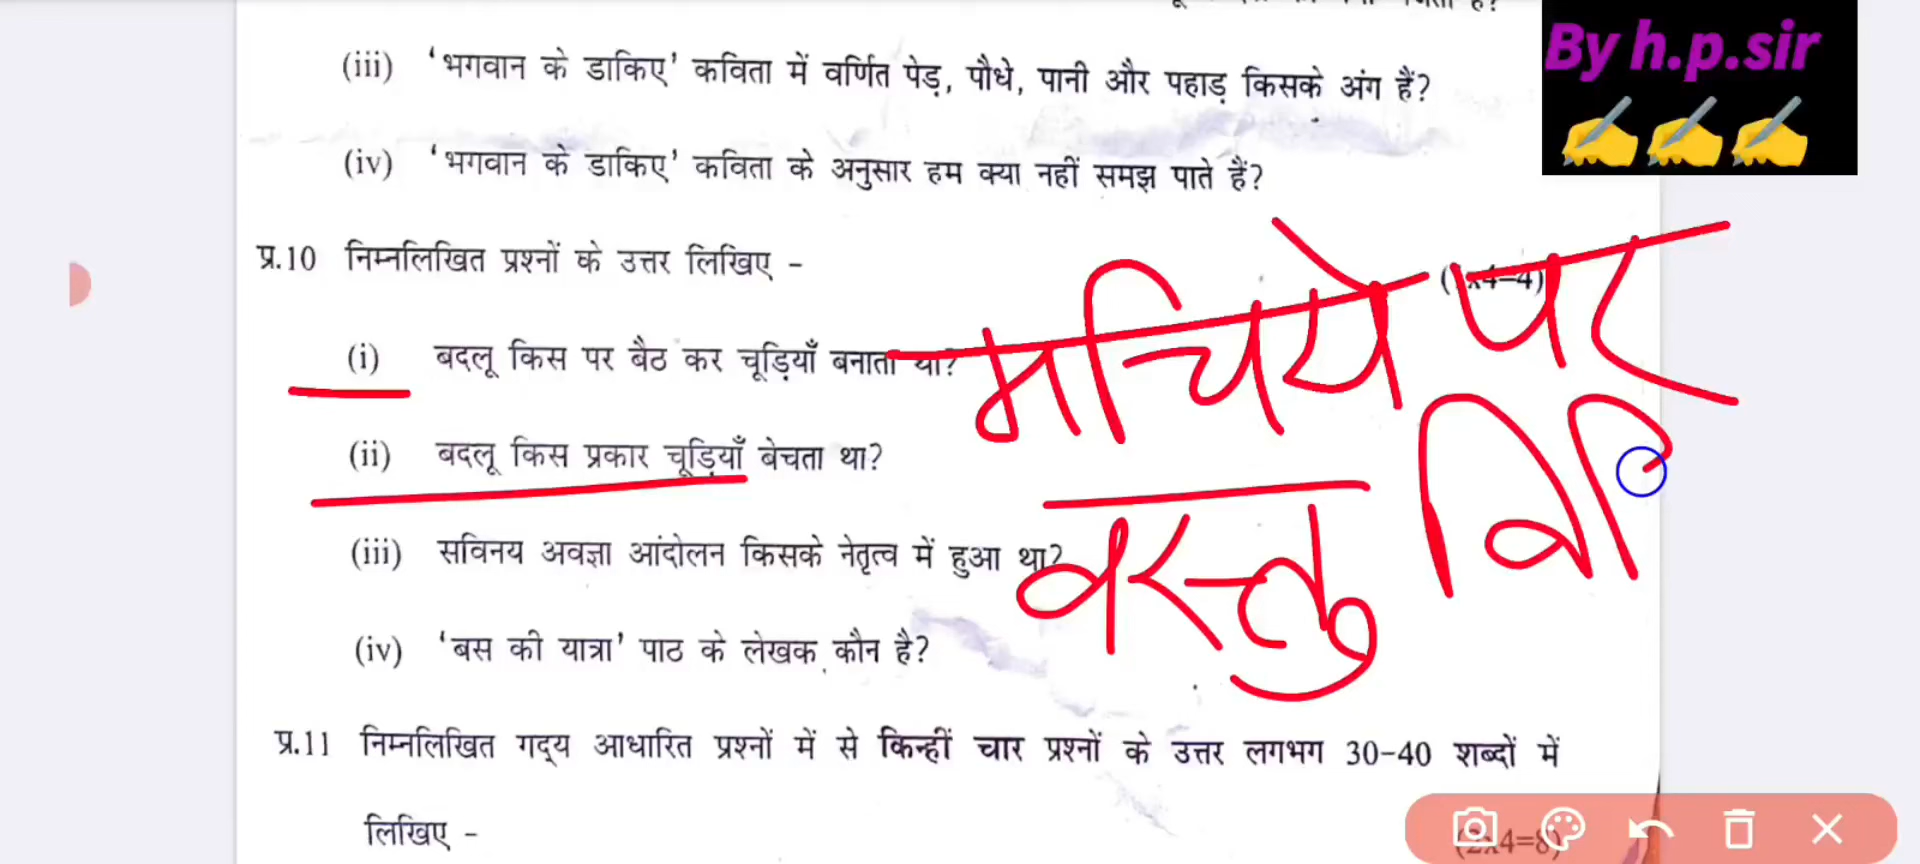 By h.p.sir
(iii) 'भगवान के डाकिए' कविता में वर्णित पेड़, पौधे, पानी और पहाड़ किसके अंग हैं?
(iv) 'भगवान के डाकिए' कविता के अनुसार हम क्या नहीं समझ पाते हैं?
प्र.10 निम्नलिखित प्रश्नों के उत्तर लिखिए -
मचिये पर
(i) बदलू किस पर बैठ कर चूड़ियाँ बनाता था?
(ii) बदलू किस प्रकार चूड़ियाँ बेचता था?
वस्तु विि
(iii) सविनय अवज्ञा आंदोलन किसके नेतृत्व में हुआ था?
(iv) 'बस की यात्रा' पाठ के लेखक कौन है?
प्र.11 निम्नलिखित गद्य आधारित प्रश्नों में से किन्हीं चार प्रश्नों के उत्तर लगभग 30-40 शब्दों में
लिखिए - (2x4=8)